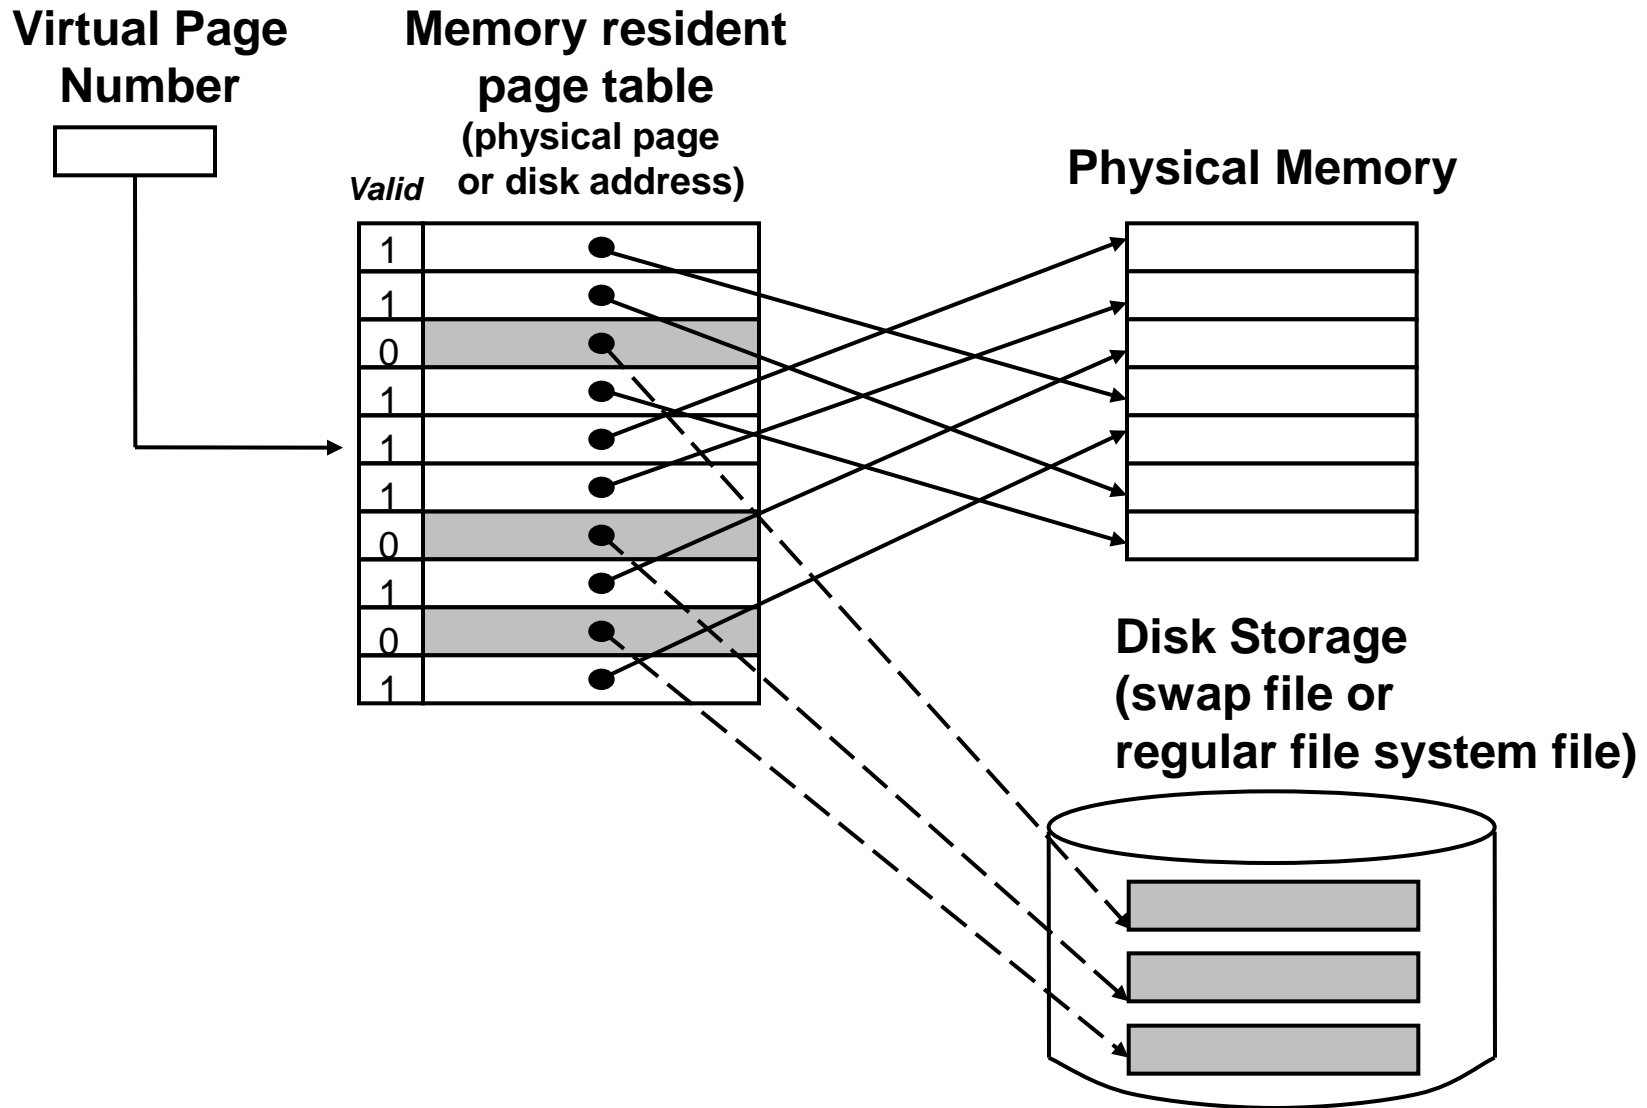 Virtual Page
Number
Memory resident
page table
(physical page
or disk address)
Valid
Physical Memory
1
1
0
1
1
1
0
1
0
1
Disk Storage
(swap file or
regular file system file)